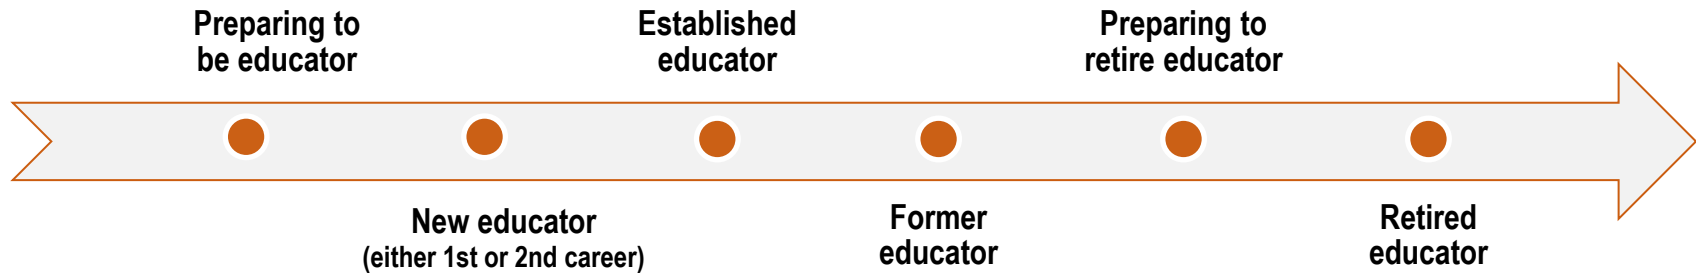 Preparing to
be educator
New educator
(either 1st or 2nd career)
Established
educator
Former
educator
Preparing to
retire educator
Retired
educator